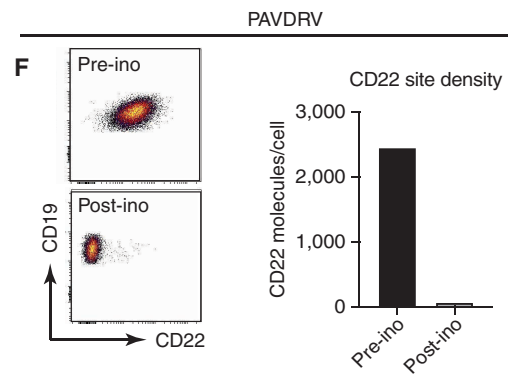 PAVDRV
F
Pre-ino
Post-ino
CD19
CD22
CD22 site density
CD22 molecules/cell
3,000
2,000
1,000
0
Pre-ino
Post-ino